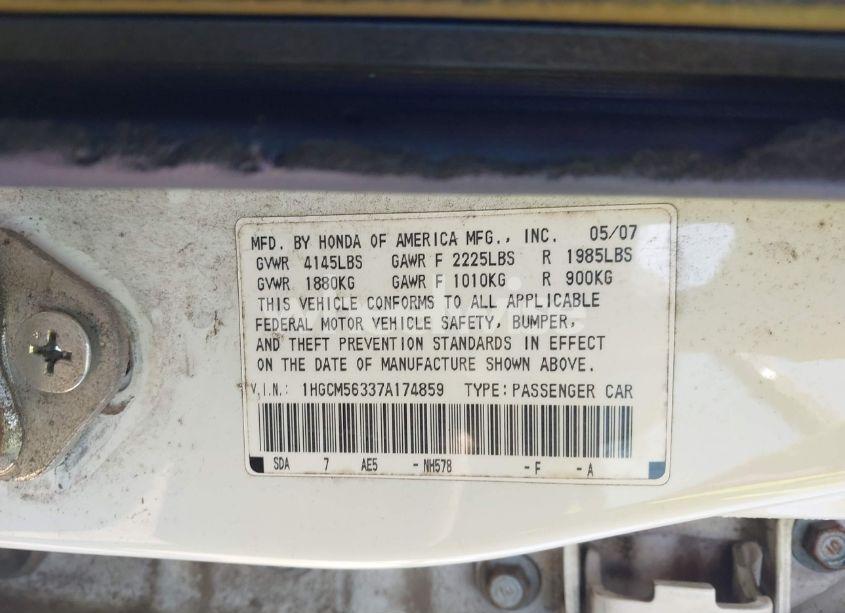 MFD. BY HONDA OF AMERICA MFG., INC. 05/07
GVWR 4145LBS GAWR F 2225LBS R 1985LBS
GVWR 1880KG GAWR F 1010KG R 900KG
THIS VEHICLE CONFORMS TO ALL APPLICABLE
FEDERAL MOTOR VEHICLE SAFETY, BUMPER,
AND THEFT PREVENTION STANDARDS IN EFFECT
ON THE DATE OF MANUFACTURE SHOWN ABOVE.
V.I.N.: 1HGCM56337A174859 TYPE:PASSENGER CAR
SDA 7 AE5 - NH578 - F - A